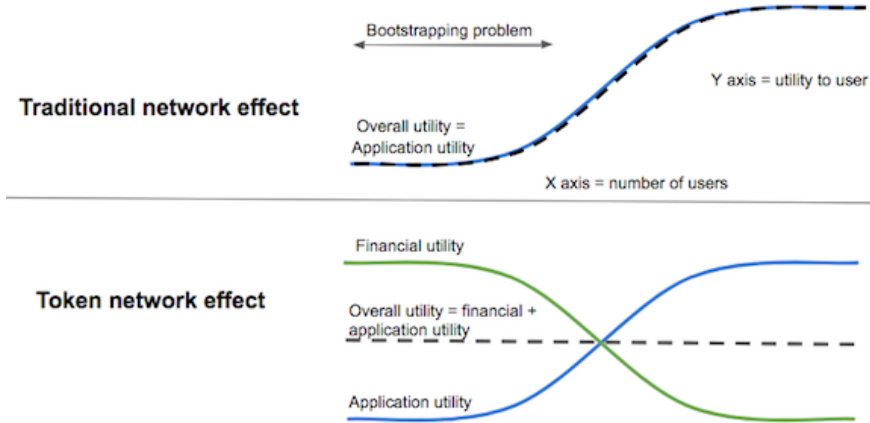 Bootstrapping problem
Y axis = utility to user
Traditional network effect
Overall utility =
Application utility
X axis = number of users
Financial utility
Token network effect
Overall utility = financial +
application utility
Application utility